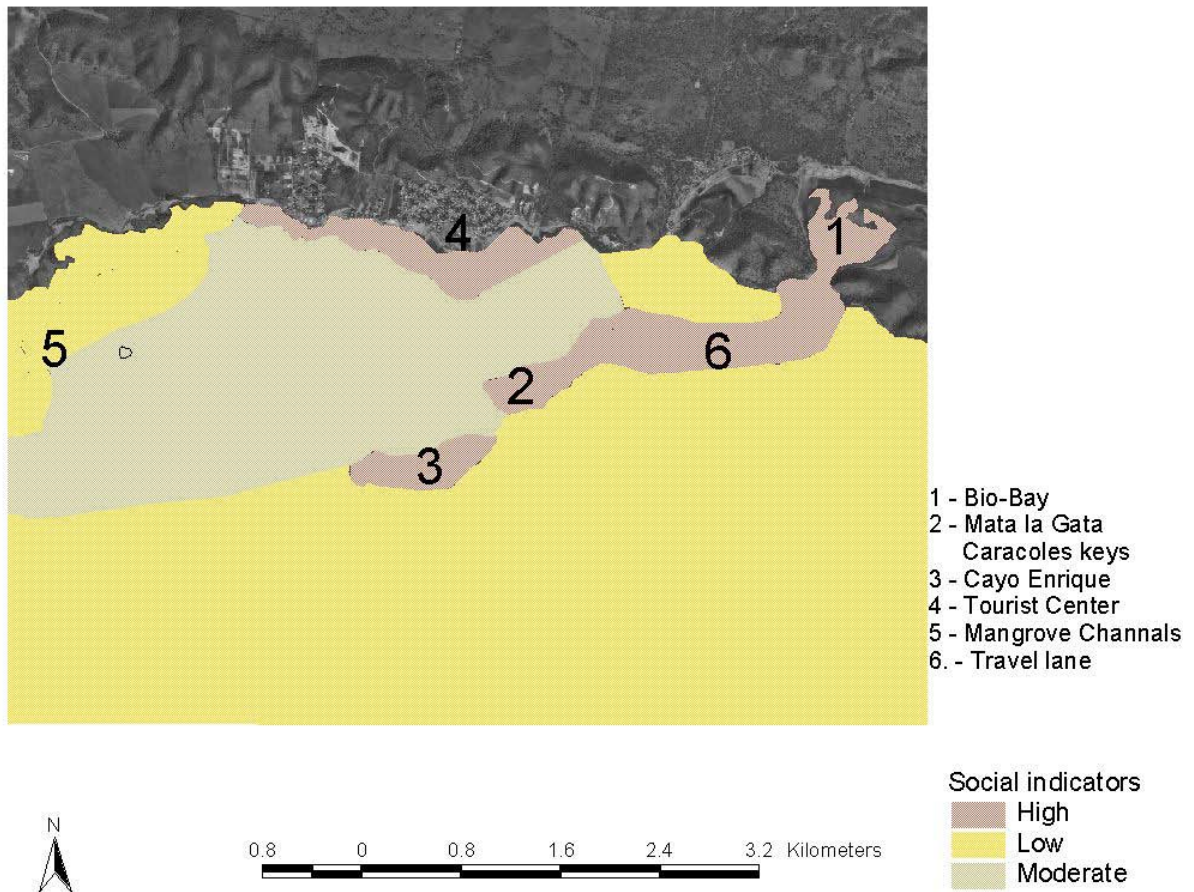 1
4
5
6
2
3
1 - Bio-Bay
2 - Mata la Gata
Caracoles keys
3 - Cayo Enrique
4 - Tourist Center
5 - Mangrove Channals
6. - Travel lane
Social indicators
High
Low
Moderate
N
0.8 0 0.8 1.6 2.4 3.2 Kilometers